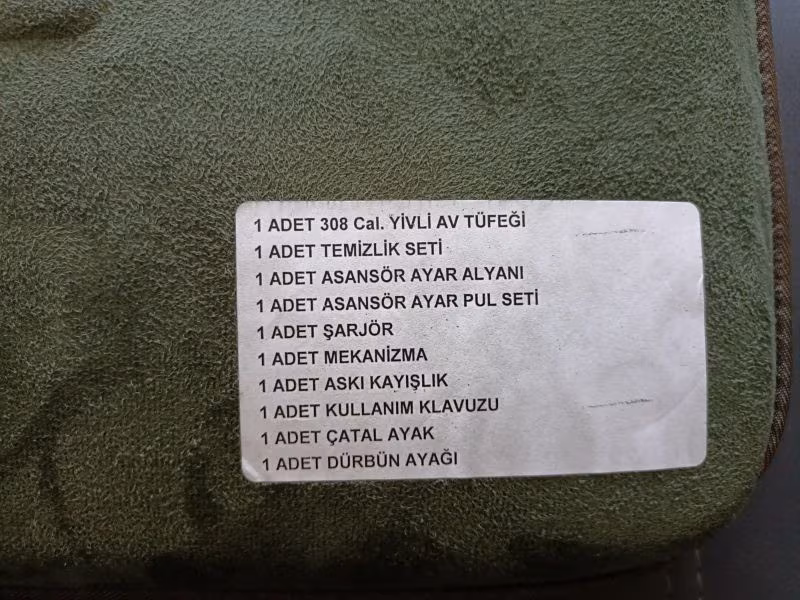 1 ADET 308 Cal. YİVLİ AV TÜFEĞİ
1 ADET TEMİZLİK SETİ
1 ADET ASANSÖR AYAR ALYANI
1 ADET ASANSÖR AYAR PUL SETİ
1 ADET ŞARJÖR
1 ADET MEKANİZMA
1 ADET ASKI KAYIŞLIK
1 ADET KULLANIM KLAVUZU
1 ADET ÇATAL AYAK
1 ADET DÜRBÜN AYAĞI